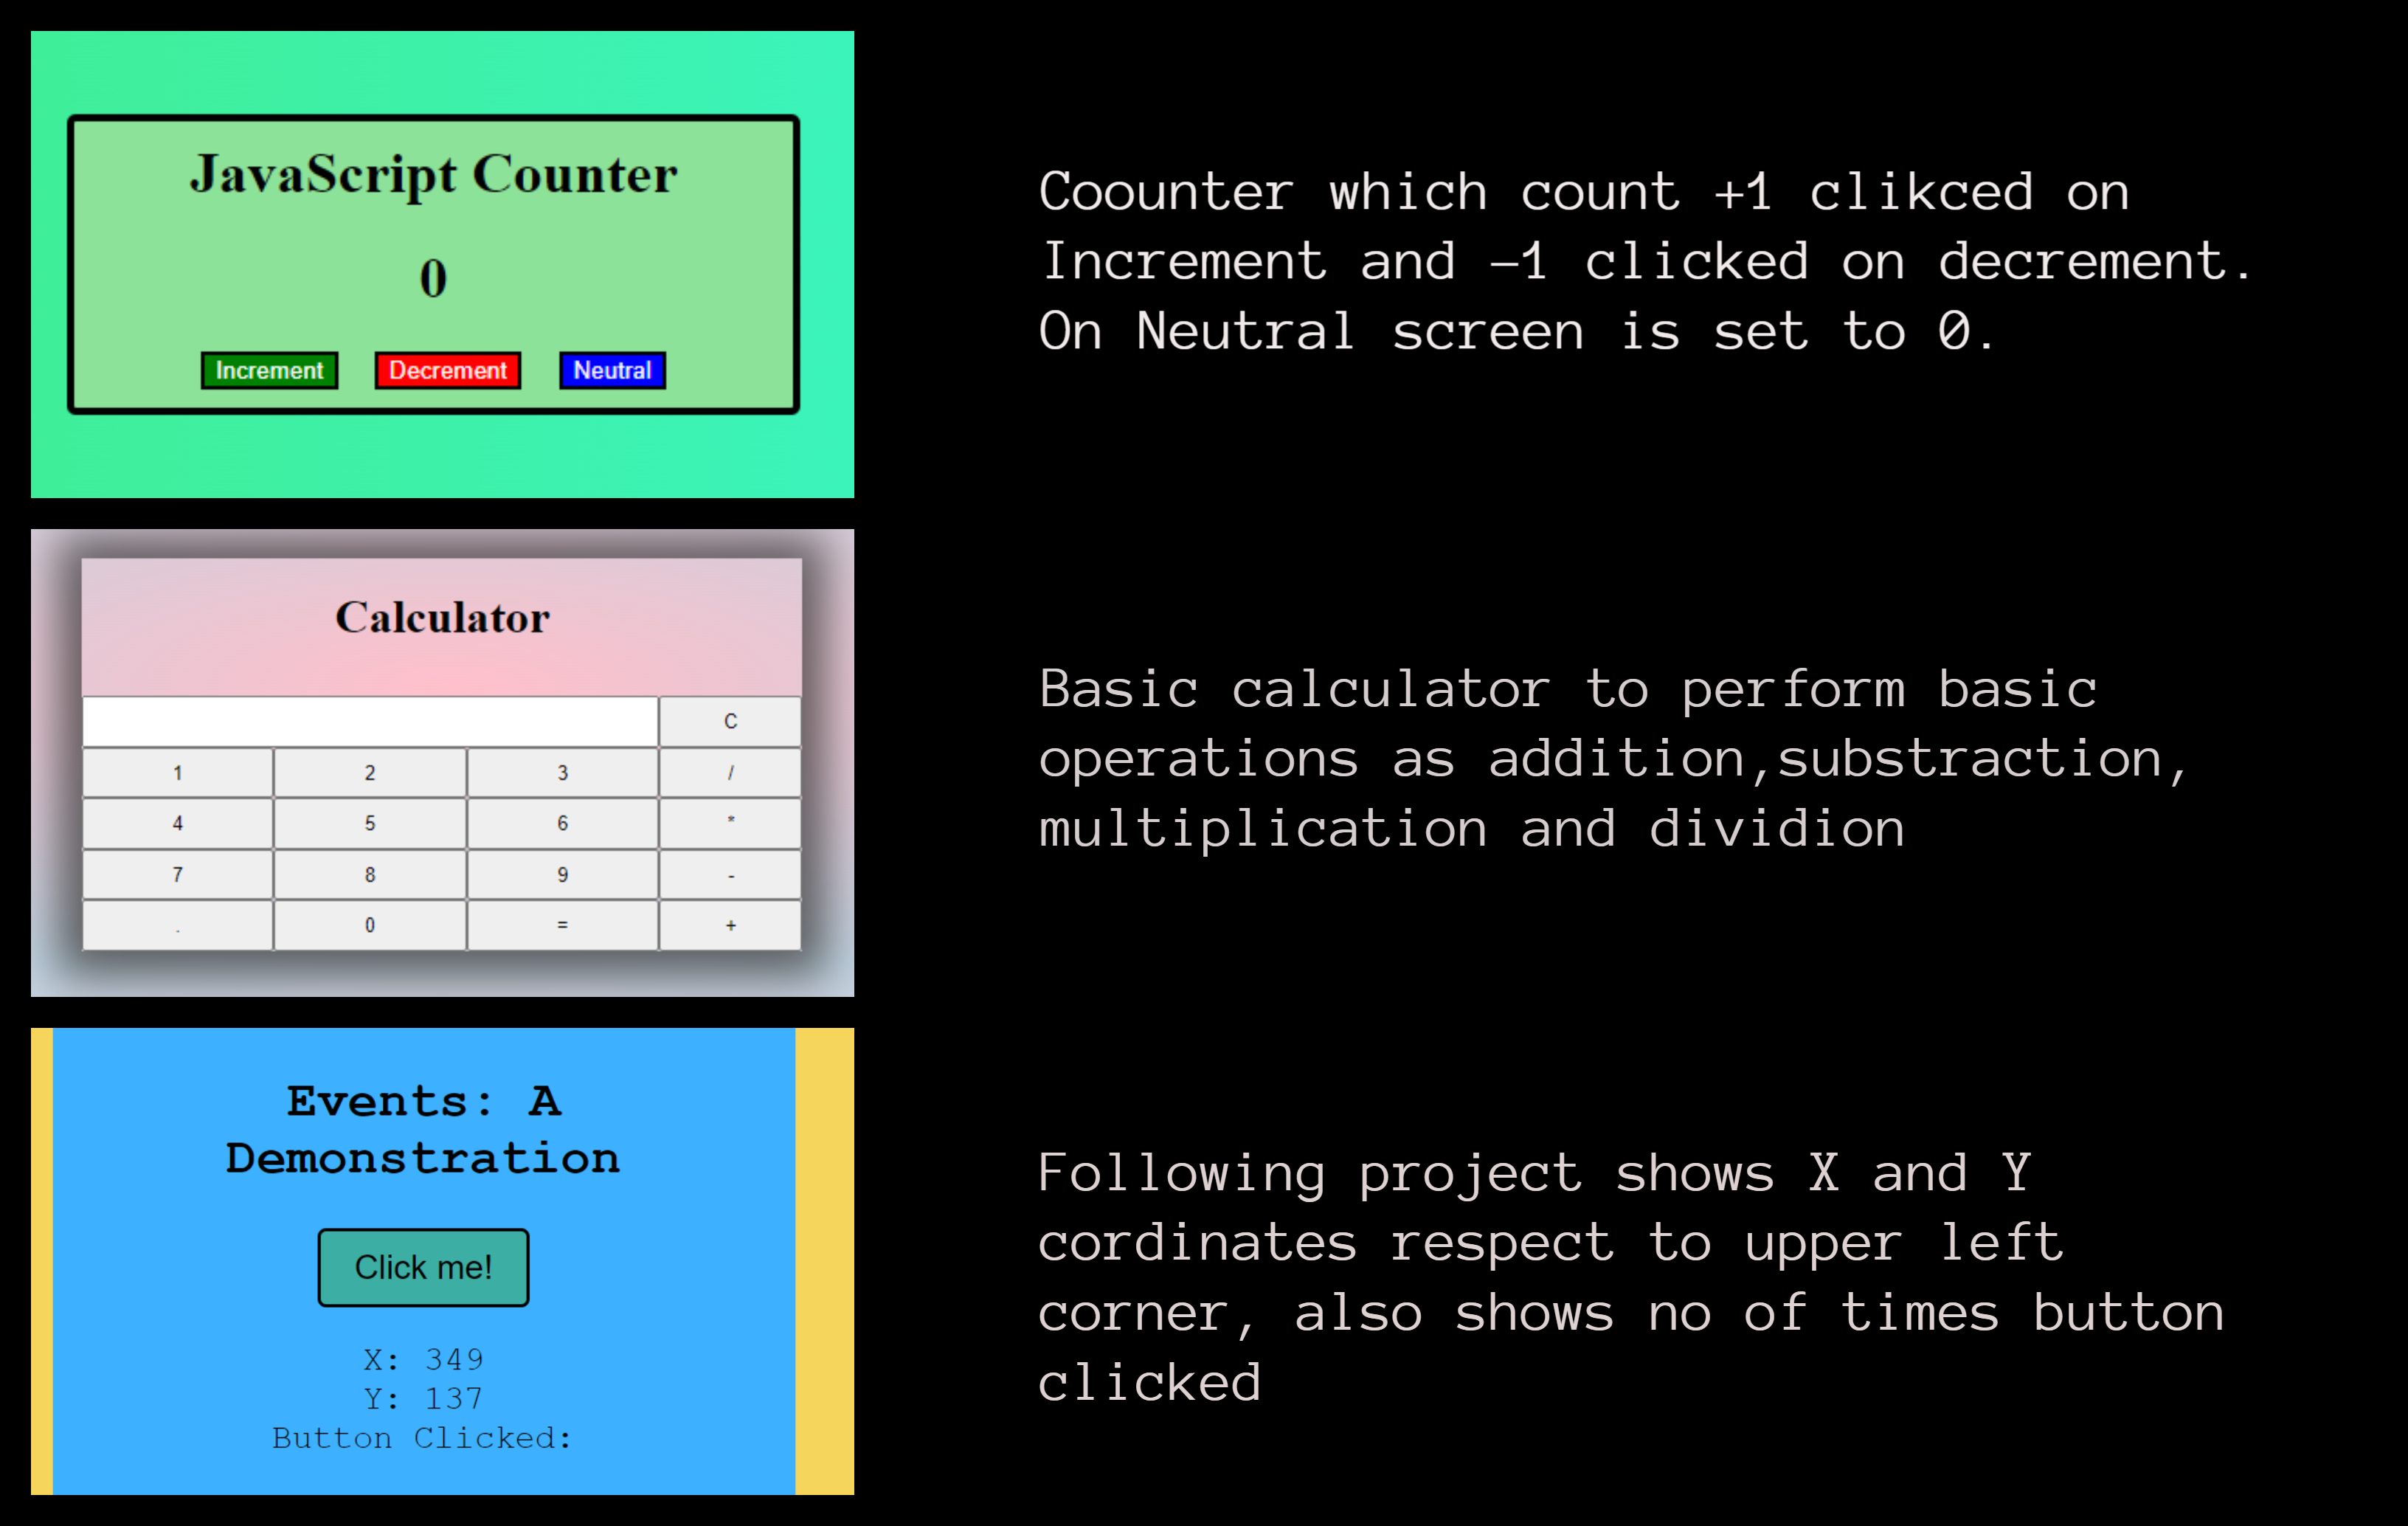 JavaScript Counter
0
Increment Decrement Neutral
Coounter which count +1 clikced on
Increment and –1 clicked on decrement.
On Neutral screen is set to 0.
Calculator
C
1 2 3 /
4 5 6 *
7 8 9 -
. 0 = +
Basic calculator to perform basic
operations as addition,substraction,
multiplication and dividion
Events: A
Demonstration
Click me!
X: 349
Y: 137
Button Clicked:
Following project shows X and Y
cordinates respect to upper left
corner, also shows no of times button
clicked